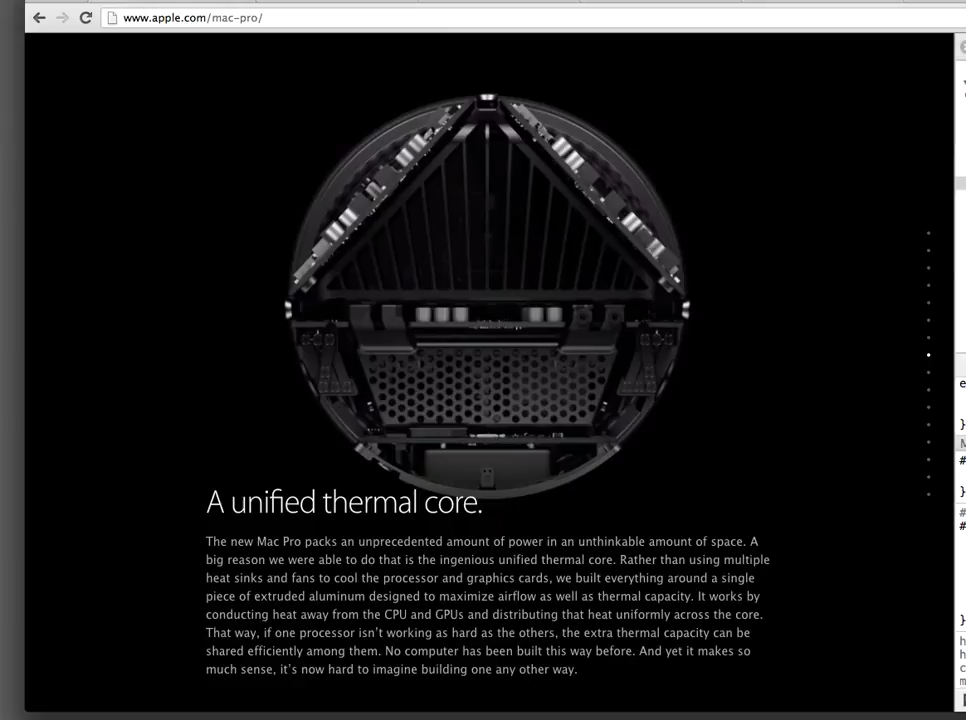 www.apple.com/mac-pro/
A unified thermal core.
The new Mac Pro packs an unprecedented amount of power in an unthinkable amount of space. A
big reason we were able to do that is the ingenious unified thermal core. Rather than using multiple
heat sinks and fans to cool the processor and graphics cards, we built everything around a single
piece of extruded aluminum designed to maximize airflow as well as thermal capacity. It works by
conducting heat away from the CPU and GPUs and distributing that heat uniformly across the core.
That way, if one processor isn't working as hard as the others, the extra thermal capacity can be
shared efficiently among them. No computer has been built this way before. And yet it makes so
much sense, it's now hard to imagine building one any other way.
e
}
#
}
#
#
}
h
h
c
m